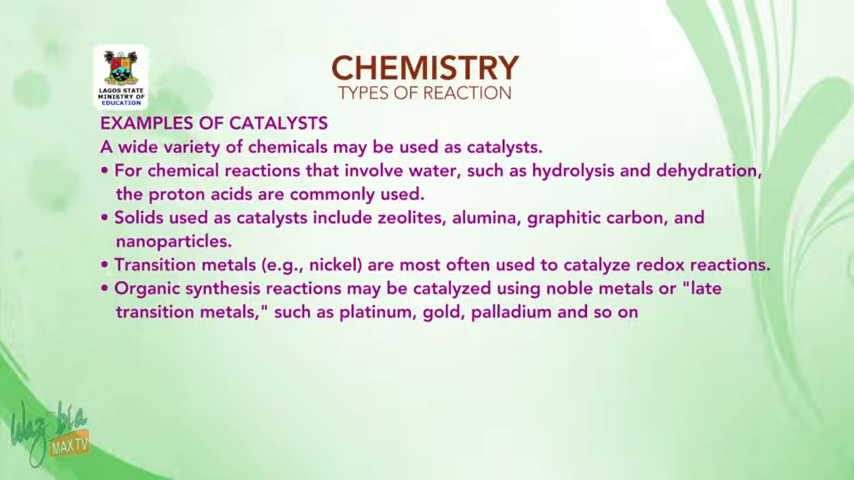 CHEMISTRY
TYPES OF REACTION
LAGOS STATE
MINISTRY OF
EDUCATION
EXAMPLES OF CATALYSTS
A wide variety of chemicals may be used as catalysts.
• For chemical reactions that involve water, such as hydrolysis and dehydration,
the proton acids are commonly used.
• Solids used as catalysts include zeolites, alumina, graphitic carbon, and
nanoparticles.
• Transition metals (e.g., nickel) are most often used to catalyze redox reactions.
• Organic synthesis reactions may be catalyzed using noble metals or "late
transition metals," such as platinum, gold, palladium and so on
Wazobia
MAX TV